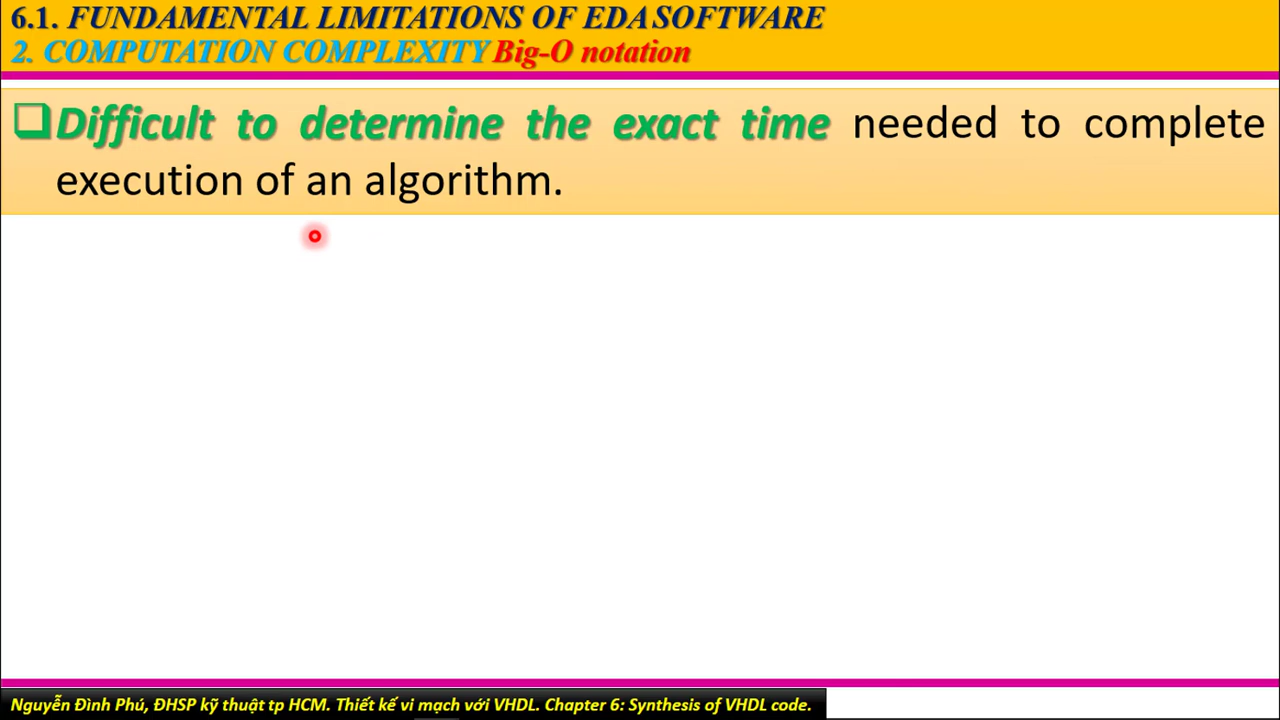 6.1. FUNDAMENTAL LIMITATIONS OF EDA SOFTWARE
2. COMPUTATION COMPLEXITY Big-O notation
Difficult to determine the exact time needed to complete
execution of an algorithm.
Nguyễn Đình Phú, ĐHSP kỹ thuật tp HCM. Thiết kế vi mạch với VHDL. Chapter 6: Synthesis of VHDL code.